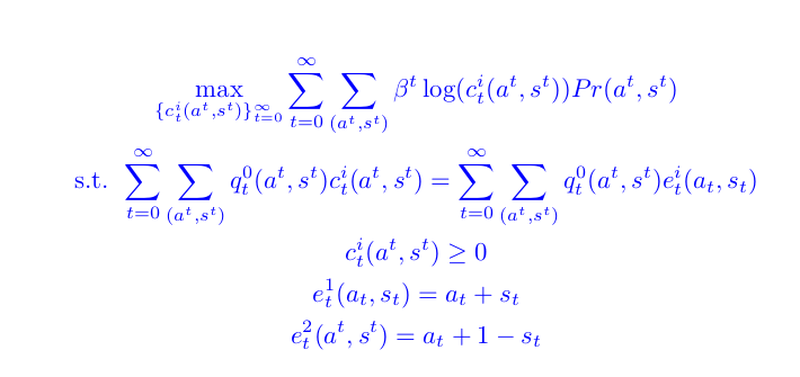 \max_{\{c_t^i(a^t,s^t)\}_{t=0}^{\infty}} \sum_{t=0}^{\infty} \sum_{(a^t,s^t)} \beta^t \log(c_t^i(a^t,s^t)) Pr(a^t,s^t)
s.t. \sum_{t=0}^{\infty} \sum_{(a^t,s^t)} q_t^0(a^t,s^t) c_t^i(a^t,s^t) = \sum_{t=0}^{\infty} \sum_{(a^t,s^t)} q_t^0(a^t,s^t) e_t^i(a_t,s_t)
c_t^i(a^t,s^t) \geq 0
e_t^1(a_t,s_t) = a_t + s_t
e_t^2(a^t,s^t) = a_t + 1 - s_t